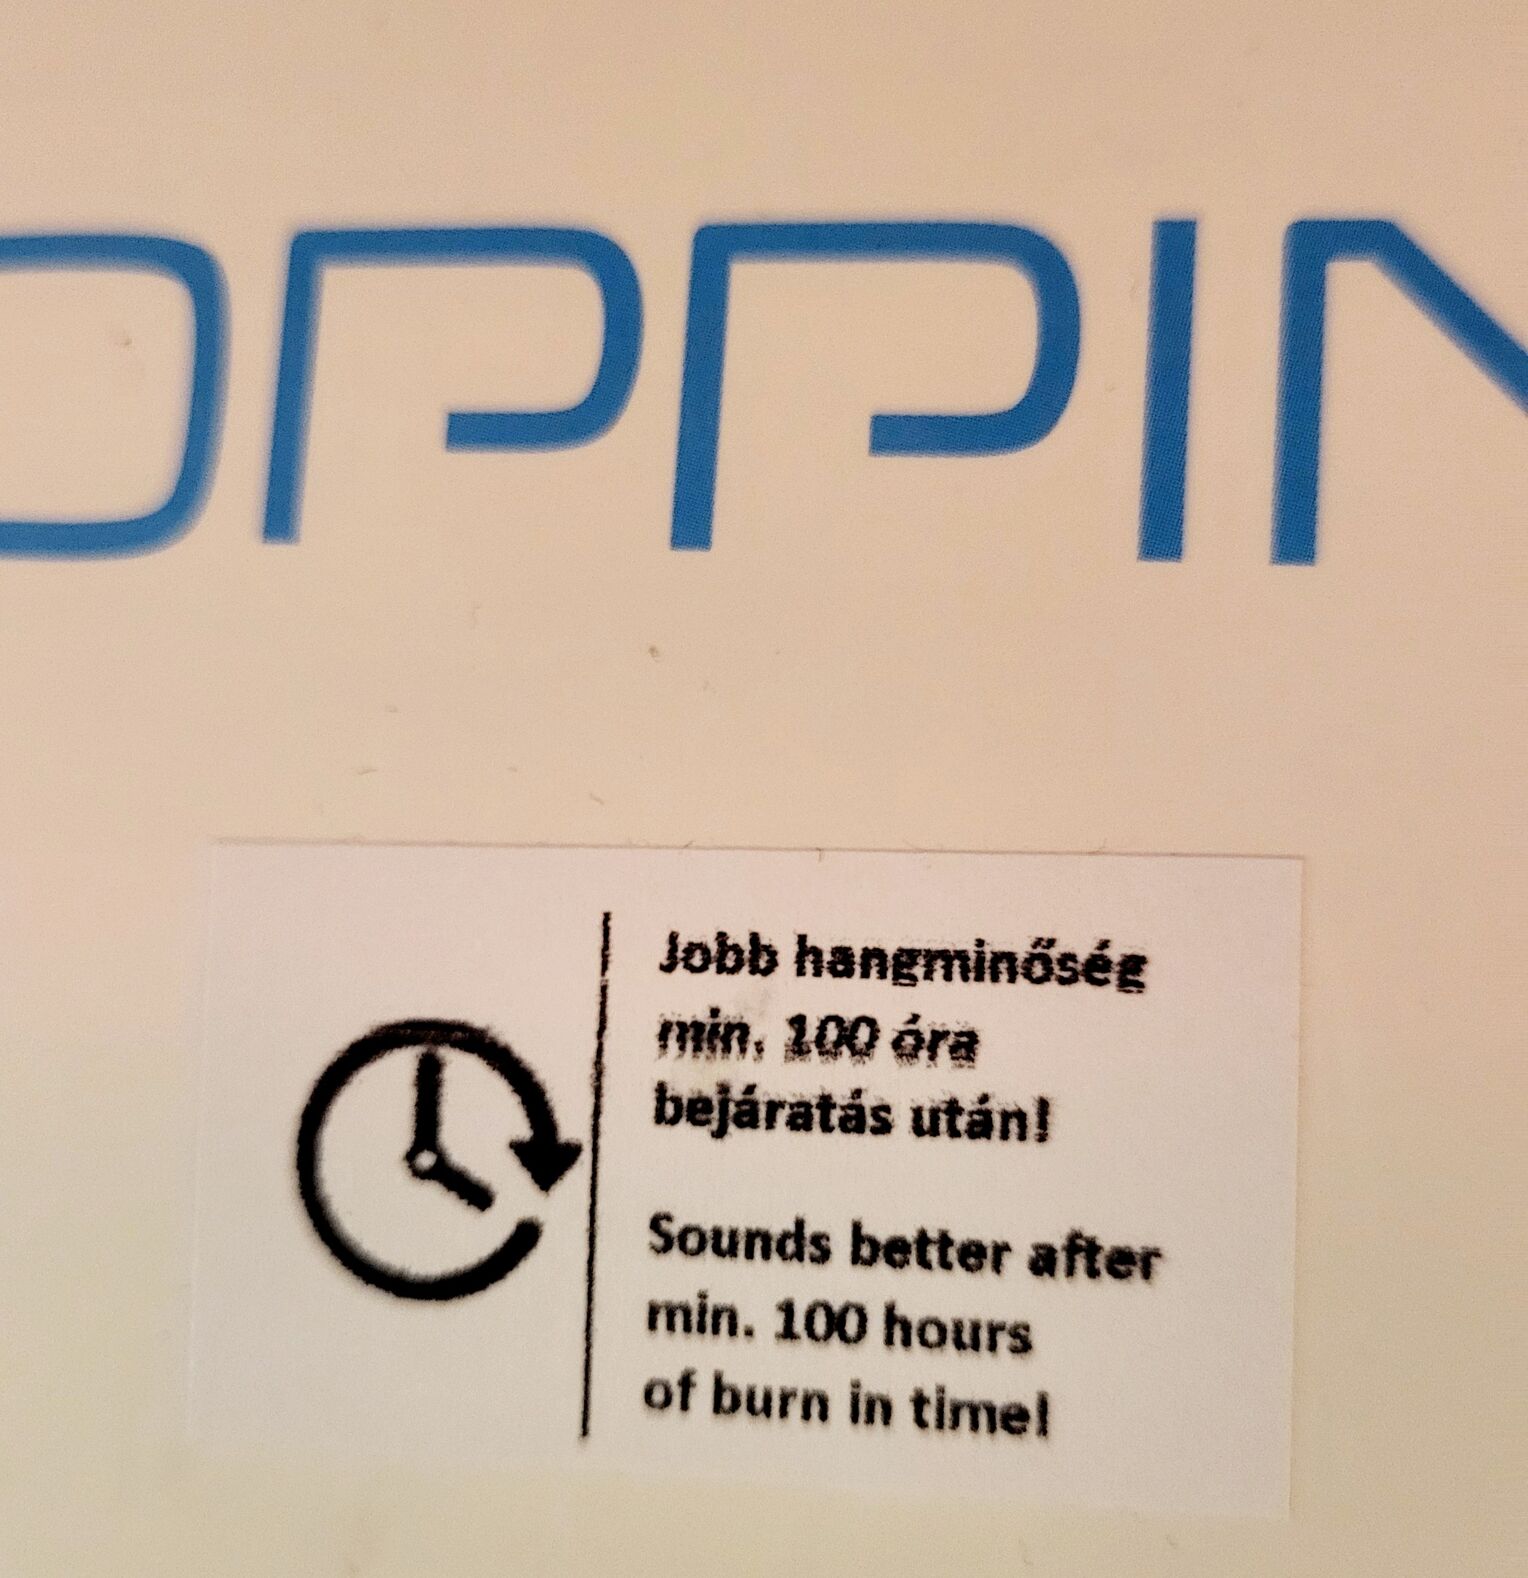 OPPIN
Jobb hangminőség
min. 100 óra
bejáratás után!
Sounds better after
min. 100 hours
of burn in time!